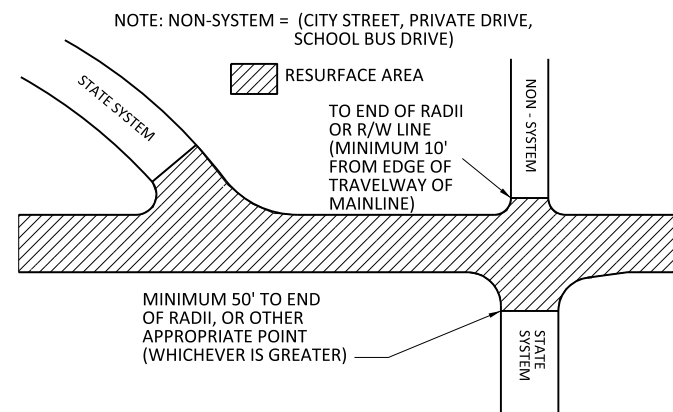 NOTE: NON-SYSTEM = (CITY STREET, PRIVATE DRIVE,
SCHOOL BUS DRIVE)
STATE SYSTEM
RESURFACE AREA
TO END OF RADII
OR R/W LINE
(MINIMUM 10'
FROM EDGE OF
TRAVELWAY OF
MAINLINE)
NON - SYSTEM
MINIMUM 50' TO END
OF RADII, OR OTHER
APPROPRIATE POINT
(WHICHEVER IS GREATER)
STATE
SYSTEM